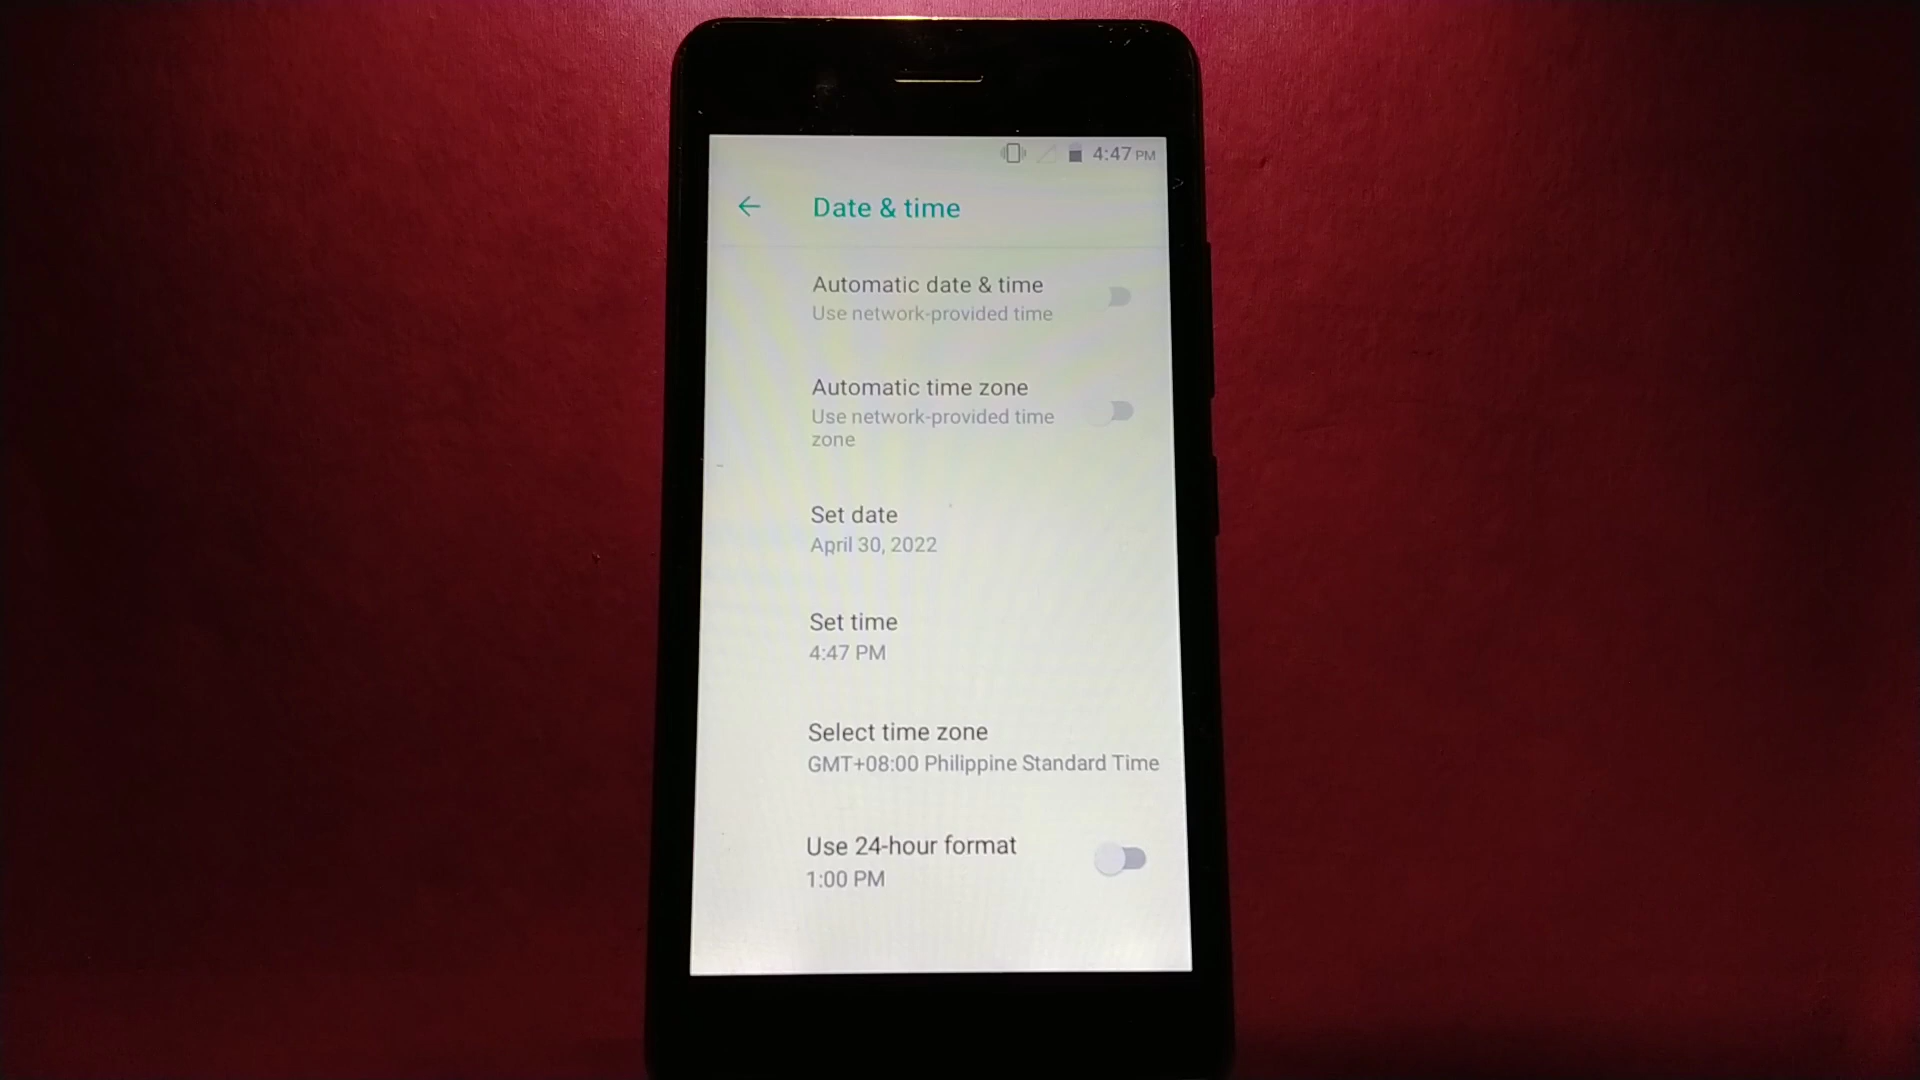 4:47 PM
Date & time
Automatic date & time
Use network-provided time
Automatic time zone
Use network-provided time
zone
Set date
April 30, 2022
Set time
4:47 PM
Select time zone
GMT+08:00 Philippine Standard Time
Use 24-hour format
1:00 PM